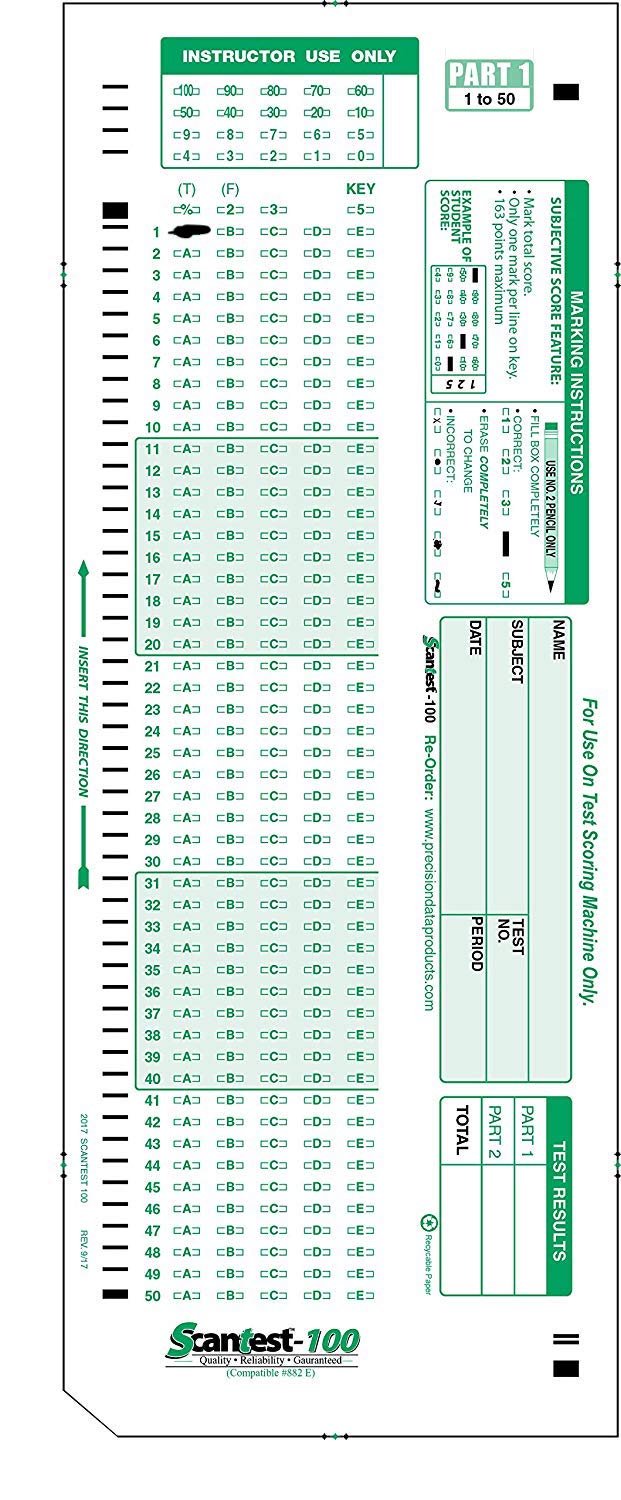 INSTRUCTOR USE ONLY
100 90 80 70 60
50 40 30 20 10
9 8 7 6 5
4 3 2 1 0
PART 1
1 to 50
(T) (F) KEY
% 2 3 5
1 B C D E
2 A B C D E
3 A B C D E
4 A B C D E
5 A B C D E
6 A B C D E
7 A B C D E
8 A B C D E
9 A B C D E
10 A B C D E
11 A B C D E
12 A B C D E
13 A B C D E
14 A B C D E
15 A B C D E
16 A B C D E
17 A B C D E
18 A B C D E
19 A B C D E
20 A B C D E
21 A B C D E
22 A B C D E
23 A B C D E
24 A B C D E
25 A B C D E
26 A B C D E
27 A B C D E
28 A B C D E
29 A B C D E
30 A B C D E
31 A B C D E
32 A B C D E
33 A B C D E
34 A B C D E
35 A B C D E
36 A B C D E
37 A B C D E
38 A B C D E
39 A B C D E
40 A B C D E
41 A B C D E
42 A B C D E
43 A B C D E
44 A B C D E
45 A B C D E
46 A B C D E
47 A B C D E
48 A B C D E
49 A B C D E
50 A B C D E
Scantest™-100
Quality • Reliability • Gauranteed
(Compatible #882 E)
MARKING INSTRUCTIONS
SUBJECTIVE SCORE FEATURE:
• Mark total score.
• Only one mark per line on key.
• 163 points maximum
EXAMPLE OF
STUDENT
SCORE:
90 80 70 60
50 40 30 10
9 8 7 6
4 3 2 1 0
1 2 5
USE NO. 2 PENCIL ONLY
• FILL BOX COMPLETELY
• CORRECT:
1 2 3 5
• ERASE COMPLETELY
TO CHANGE
• INCORRECT:
For Use On Test Scoring Machine Only.
NAME
SUBJECT
TEST
NO.
DATE
PERIOD
Scantest -100 Re-Order: www.precisiondataproducts.com
TEST RESULTS
PART 1
PART 2
TOTAL
Recycable Paper
INSERT THIS DIRECTION
2017 SCANTEST 100 REV. 9/17